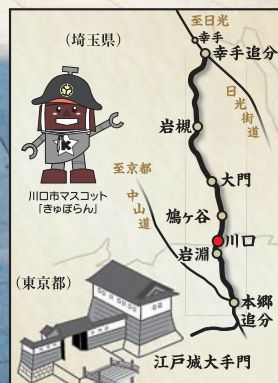 至日光
幸手
幸手追分
(埼玉県)
日光街道
岩槻
川口市マスコット
「きゅぽらん」
至京都
中山道
大門
鳩ヶ谷
川口
岩淵
(東京都)
本郷
追分
江戸城大手門
K